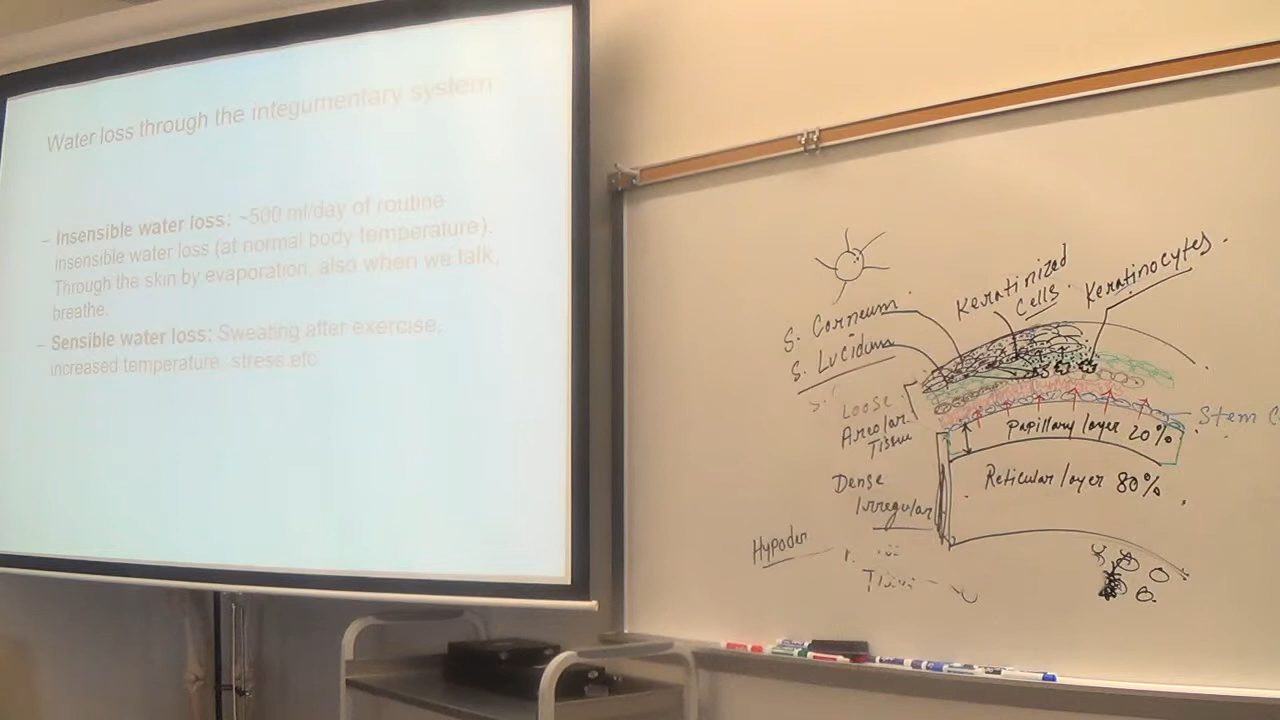 Water loss through the integumentary system
– Insensible water loss: ~500 ml/day of routine
insensible water loss (at normal body temperature).
Through the skin by evaporation, also when we talk,
breathe.
– Sensible water loss: Sweating after exercise,
increased temperature, stress etc
Keratinized
Cells
Keratinocytes
S. Corneum
S. Lucidum
Loose
Areolar
Tissue
Stem C
Papillary layer 20%
Reticular layer 80%
Dense
Irregular
Hypoder